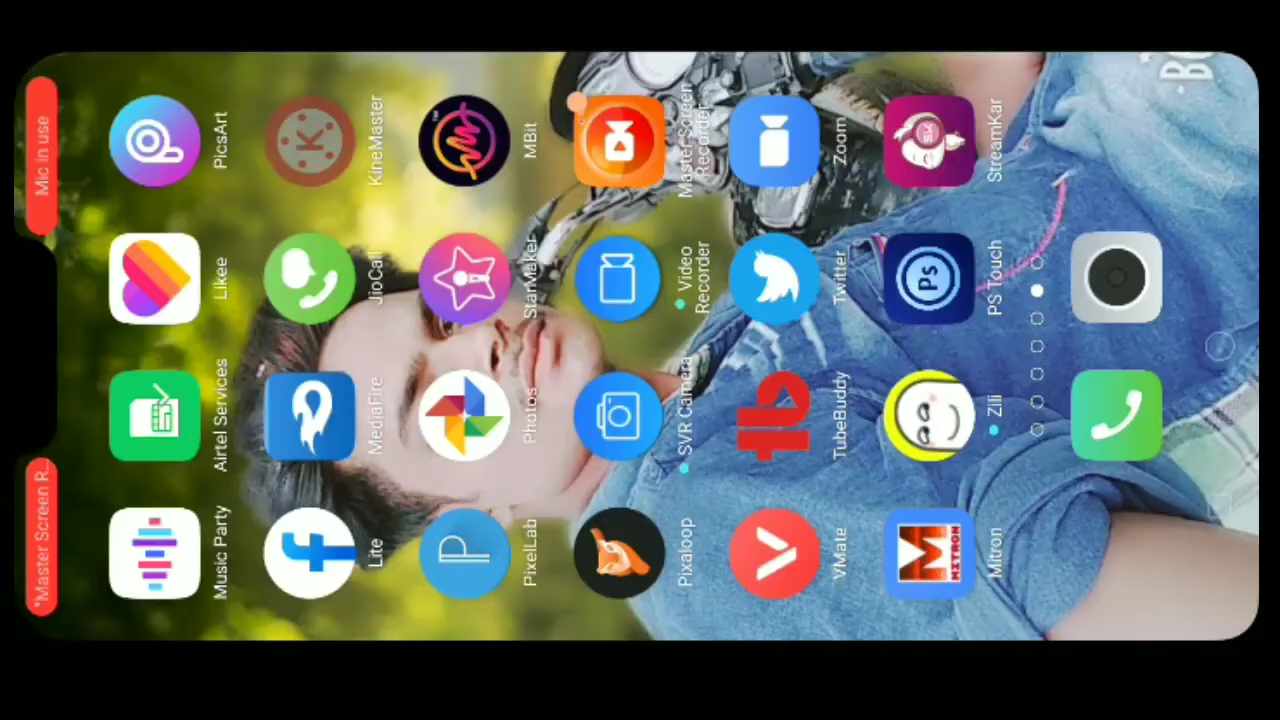 "Master Screen R...
Mic in use
Music Party
Airtel Services
Likee
PicsArt
Lite
MediaFire
JioCall
KineMaster
PixelLab
Photos
StarMaker
MBit
Pixaloop
SVR Camera
Video
Recorder
Master Screen
Recorder
VMate
TubeBuddy
Twitter
Zoom
MITRON
Ps
Mitron
Zili
PS Touch
StreamKar